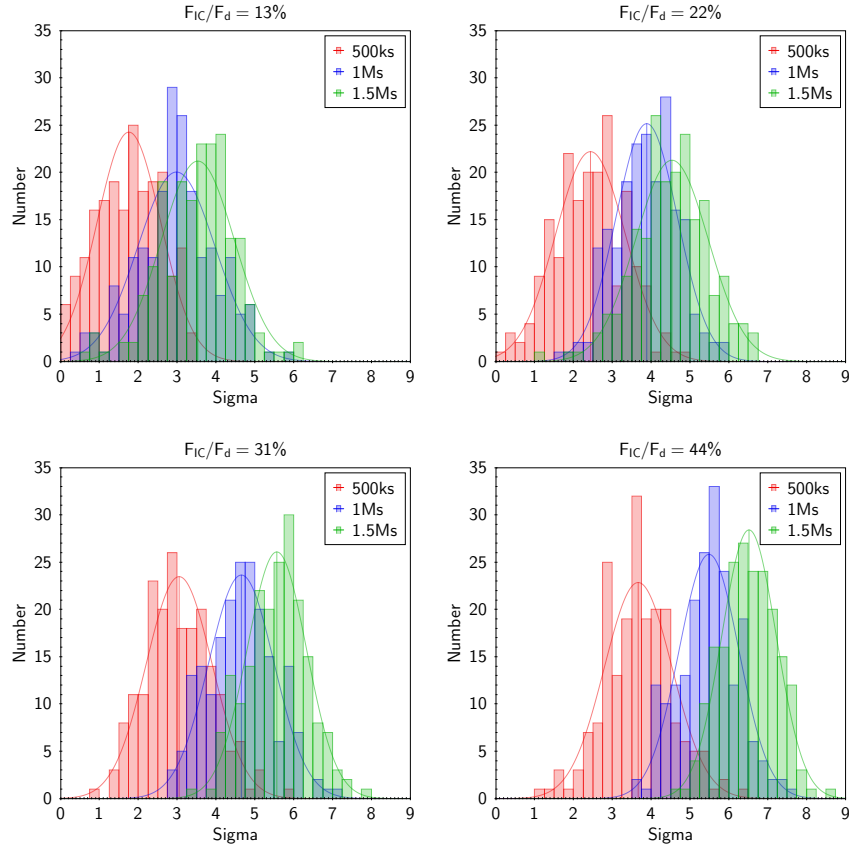 F_IC/F_d = 13%
35
30
25
20
15
10
5
0
Number
500ks
1Ms
1.5Ms
0 1 2 3 4 5 6 7 8 9
Sigma
F_IC/F_d = 22%
35
30
25
20
15
10
5
0
Number
500ks
1Ms
1.5Ms
0 1 2 3 4 5 6 7 8 9
Sigma
F_IC/F_d = 31%
35
30
25
20
15
10
5
0
Number
500ks
1Ms
1.5Ms
0 1 2 3 4 5 6 7 8 9
Sigma
F_IC/F_d = 44%
35
30
25
20
15
10
5
0
Number
500ks
1Ms
1.5Ms
0 1 2 3 4 5 6 7 8 9
Sigma